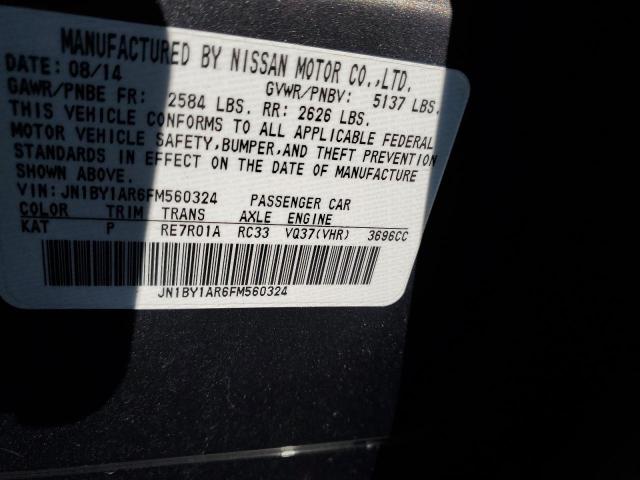 MANUFACTURED BY NISSAN MOTOR CO.,LTD.
DATE: 08/14 GVWR/PNBV: 5137 LBS.
GAWR/PNBE FR: 2584 LBS. RR: 2626 LBS.
THIS VEHICLE CONFORMS TO ALL APPLICABLE FEDERAL
MOTOR VEHICLE SAFETY, BUMPER, AND THEFT PREVENTION
STANDARDS IN EFFECT ON THE DATE OF MANUFACTURE
SHOWN ABOVE.
VIN: JN1BY1AR6FM560324 PASSENGER CAR
COLOR TRIM TRANS AXLE ENGINE
KAT P RE7R01A RC33 VQ37(VHR) 3696CC
JN1BY1AR6FM560324